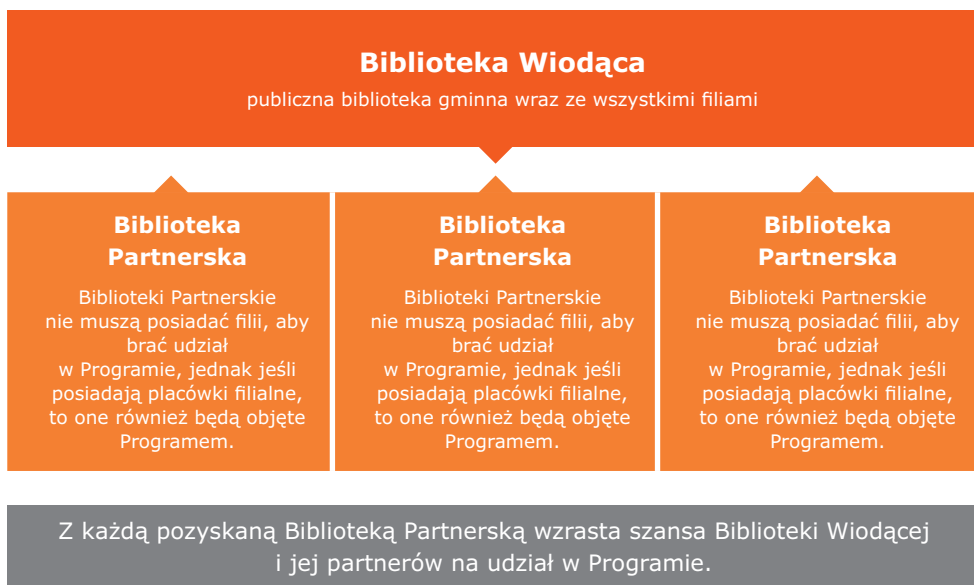 Biblioteka Wiodąca
publiczna biblioteka gminna wraz ze wszystkimi filiami
Biblioteka
Partnerska
Biblioteki Partnerskie
nie muszą posiadać filii, aby
brać udział
w Programie, jednak jeśli
posiadają placówki filialne,
to one również będą objęte
Programem.
Biblioteka
Partnerska
Biblioteki Partnerskie
nie muszą posiadać filii, aby
brać udział
w Programie, jednak jeśli
posiadają placówki filialne,
to one również będą objęte
Programem.
Biblioteka
Partnerska
Biblioteki Partnerskie
nie muszą posiadać filii, aby
brać udział
w Programie, jednak jeśli
posiadają placówki filialne,
to one również będą objęte
Programem.
Z każdą pozyskaną Biblioteką Partnerską wzrasta szansa Biblioteki Wiodącej
i jej partnerów na udział w Programie.